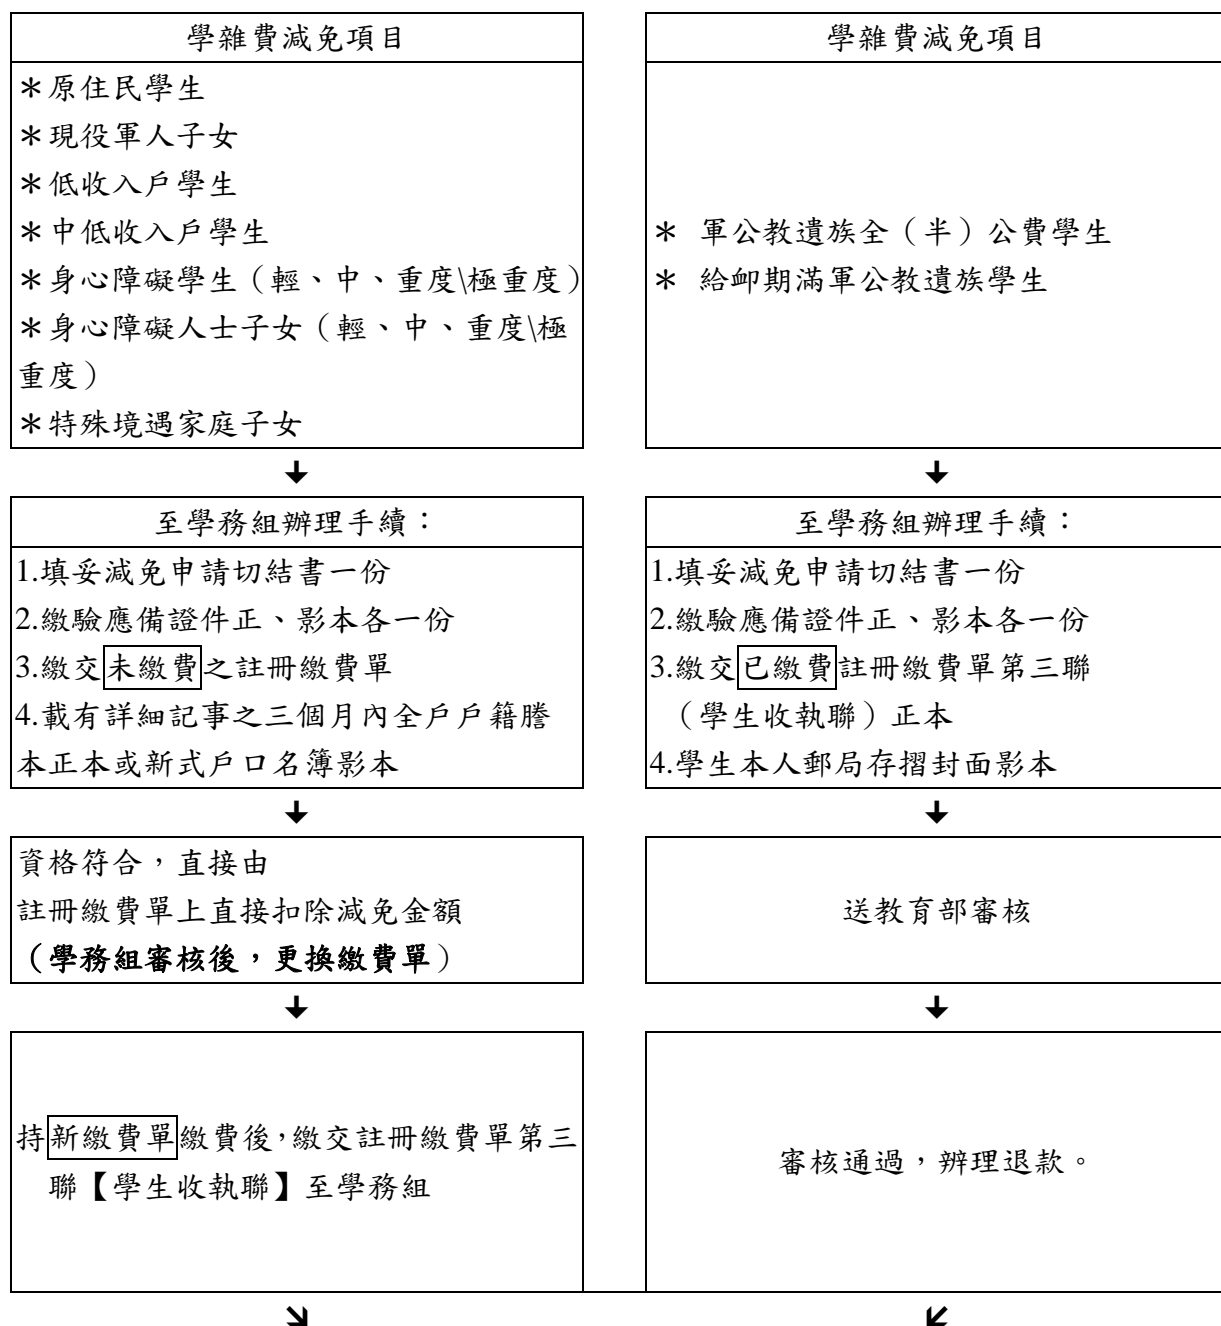 學雜費減免項目
＊原住民學生
＊現役軍人子女
＊低收入戶學生
＊中低收入戶學生
＊身心障礙學生（輕、中、重度\極重度）
＊身心障礙人士子女（輕、中、重度\極
重度）
＊特殊境遇家庭子女
學雜費減免項目
＊ 軍公教遺族全（半）公費學生
＊ 給卹期滿軍公教遺族學生
至學務組辦理手續：
1.填妥減免申請切結書一份
2.繳驗應備證件正、影本各一份
3.繳交未繳費之註冊繳費單
4.載有詳細記事之三個月內全戶戶籍謄
本正本或新式戶口名簿影本
至學務組辦理手續：
1.填妥減免申請切結書一份
2.繳驗應備證件正、影本各一份
3.繳交已繳費註冊繳費單第三聯
（學生收執聯）正本
4.學生本人郵局存摺封面影本
資格符合，直接由
註冊繳費單上直接扣除減免金額
（學務組審核後，更換繳費單）
送教育部審核
持新繳費單繳費後，繳交註冊繳費單第三
聯【學生收執聯】至學務組
審核通過，辦理退款。